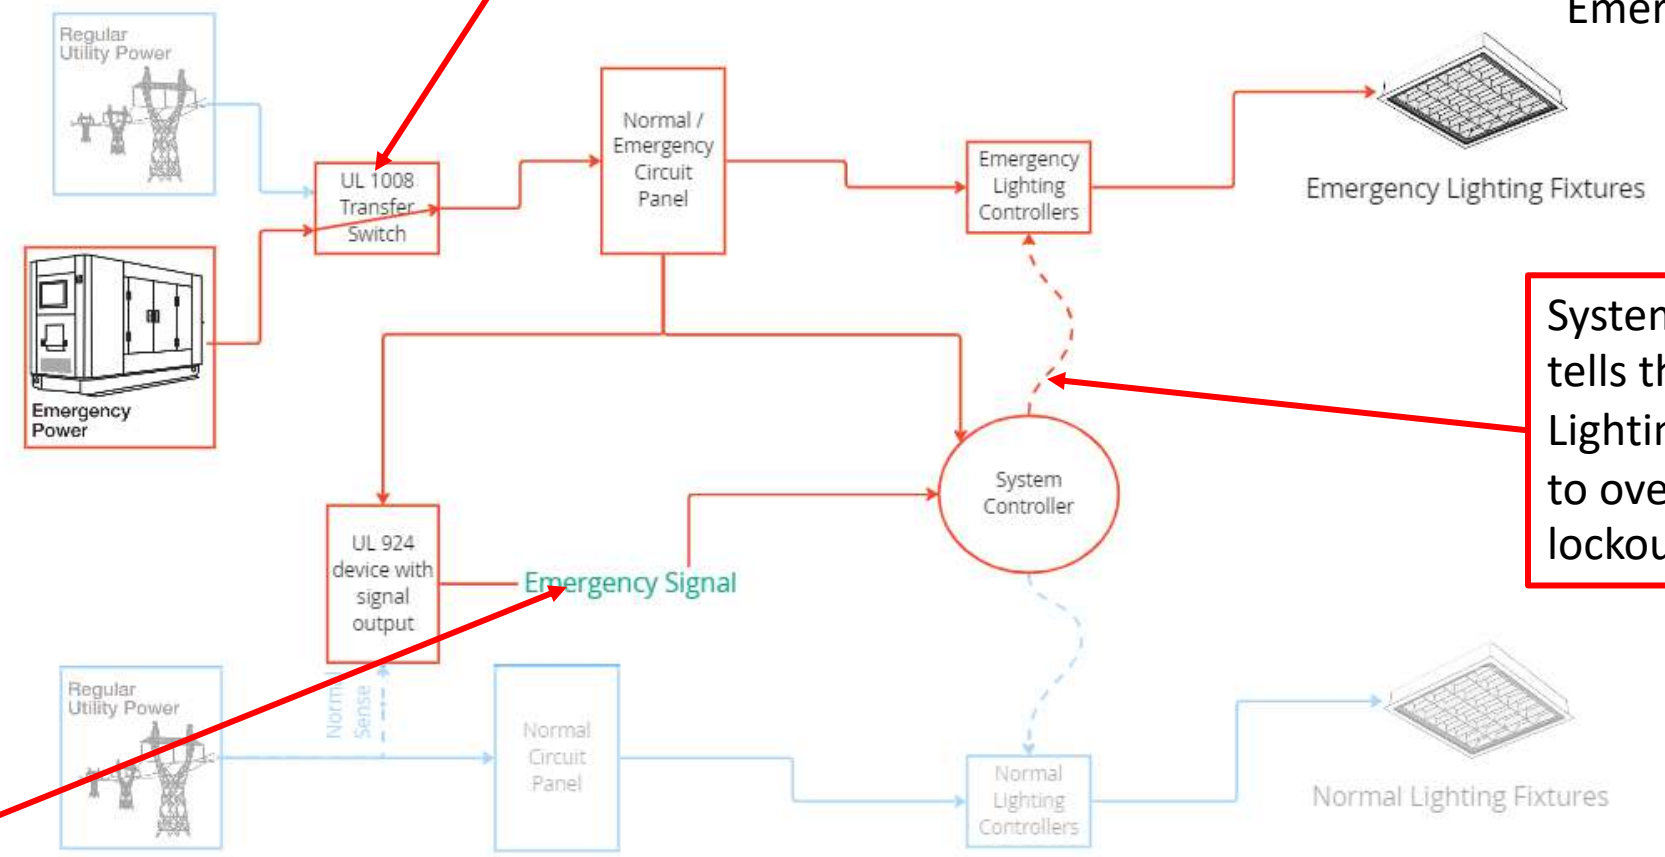 Emer
Regular
Utility Power
UL 1008
Transfer
Switch
Normal /
Emergency
Circuit
Panel
Emergency
Lighting
Controllers
Emergency Lighting Fixtures
Emergency
Power
System
tells th
Lightin
to ove
lockou
System
Controller
UL 924
device with
signal
output
Emergency Signal
Normal
Sense
Regular
Utility Power
Normal
Circuit
Panel
Normal
Lighting
Controllers
Normal Lighting Fixtures